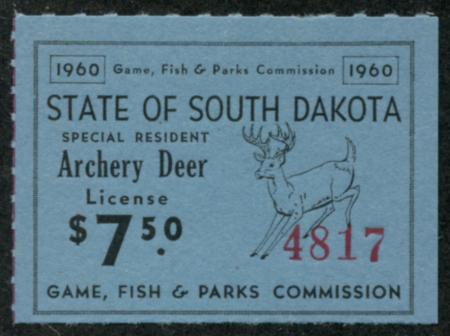 1960 Game, Fish & Parks Commission 1960
STATE OF SOUTH DAKOTA
SPECIAL RESIDENT
Archery Deer
License
$7.50
4817
GAME, FISH & PARKS COMMISSION